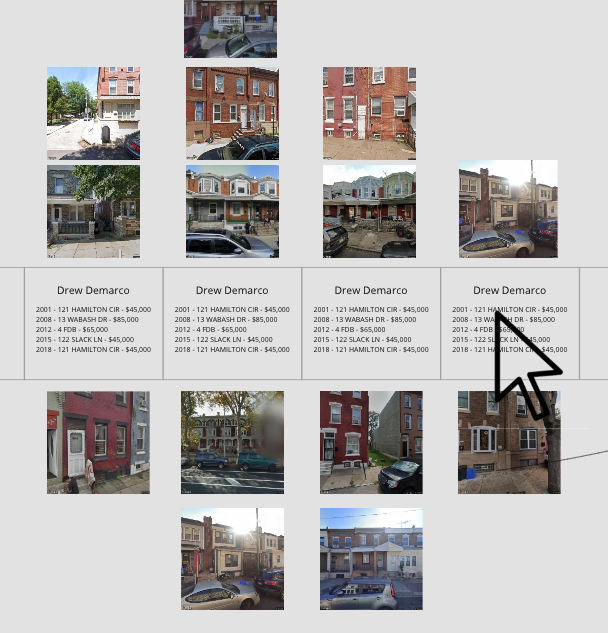 Drew Demarco
2001 - 121 HAMILTON CIR - $45,000
2008 - 13 WABASH DR - $85,000
2012 - 4 FDB - $65,000
2015 - 122 SLACK LN - $45,000
2018 - 121 HAMILTON CIR - $45,000
Drew Demarco
2001 - 121 HAMILTON CIR - $45,000
2008 - 13 WABASH DR - $85,000
2012 - 4 FDB - $65,000
2015 - 122 SLACK LN - $45,000
2018 - 121 HAMILTON CIR - $45,000
Drew Demarco
2001 - 121 HAMILTON CIR - $45,000
2008 - 13 WABASH DR - $85,000
2012 - 4 FDB - $65,000
2015 - 122 SLACK LN - $45,000
2018 - 121 HAMILTON CIR - $45,000
Drew Demarco
2001 - 121 HAMILTON CIR - $45,000
2008 - 13 WABASH DR - $85,000
2012 - 4 FDB - $65,000
2015 - 122 SLACK LN - $45,000
2018 - 121 HAMILTON CIR - $45,000